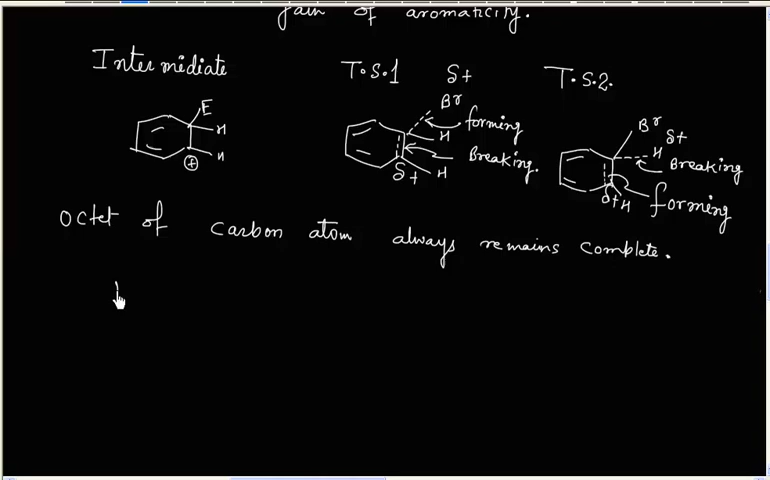 gain of aromaticity.
Intermediate
E
H
H
⊕
T.S.1
δ+
Br
forming
H
Breaking.
δ+
H
T.S.2.
Br
δ+
H
Breaking
δ+
H
forming
octet of carbon atom always remains complete.